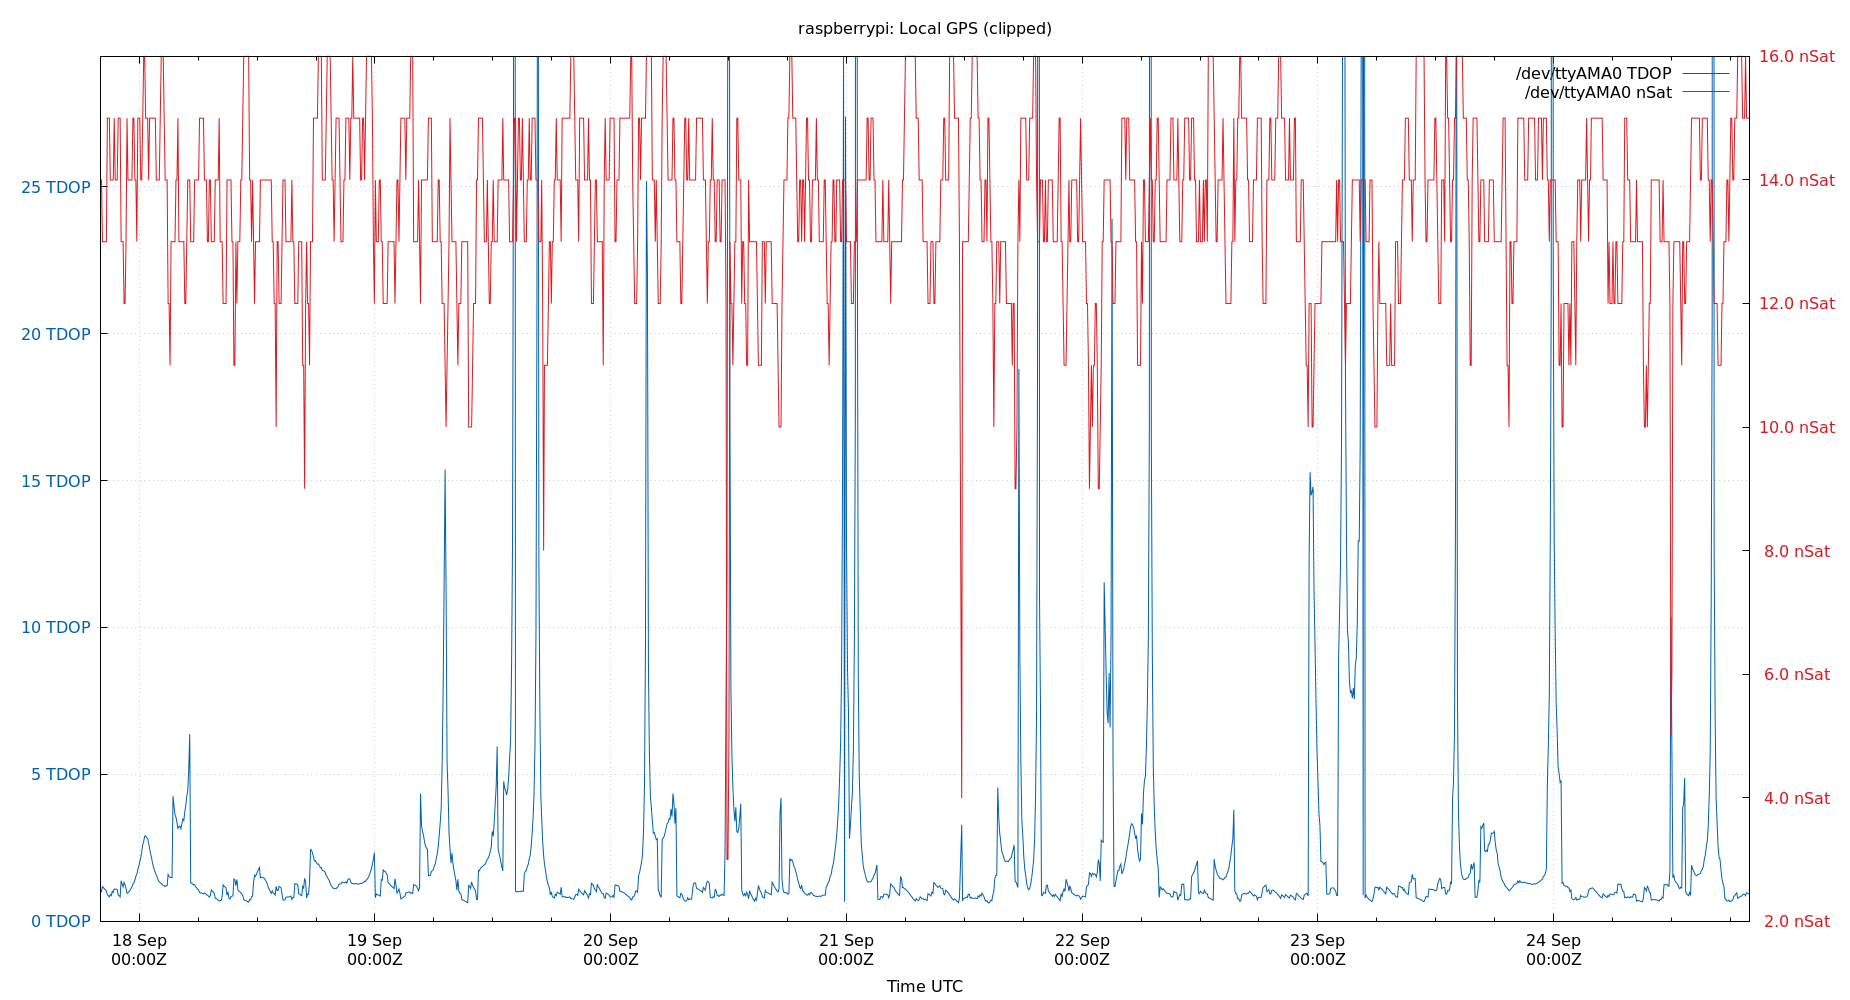 raspberrypi: Local GPS (clipped)
16.0 nSat
/dev/ttyAMA0 TDOP
/dev/ttyAMA0 nSat
25 TDOP
14.0 nSat
12.0 nSat
20 TDOP
10.0 nSat
15 TDOP
8.0 nSat
10 TDOP
6.0 nSat
5 TDOP
4.0 nSat
0 TDOP
2.0 nSat
18 Sep 19 Sep 20 Sep 21 Sep 22 Sep 23 Sep 24 Sep
00:00Z 00:00Z 00:00Z 00:00Z 00:00Z 00:00Z 00:00Z
Time UTC